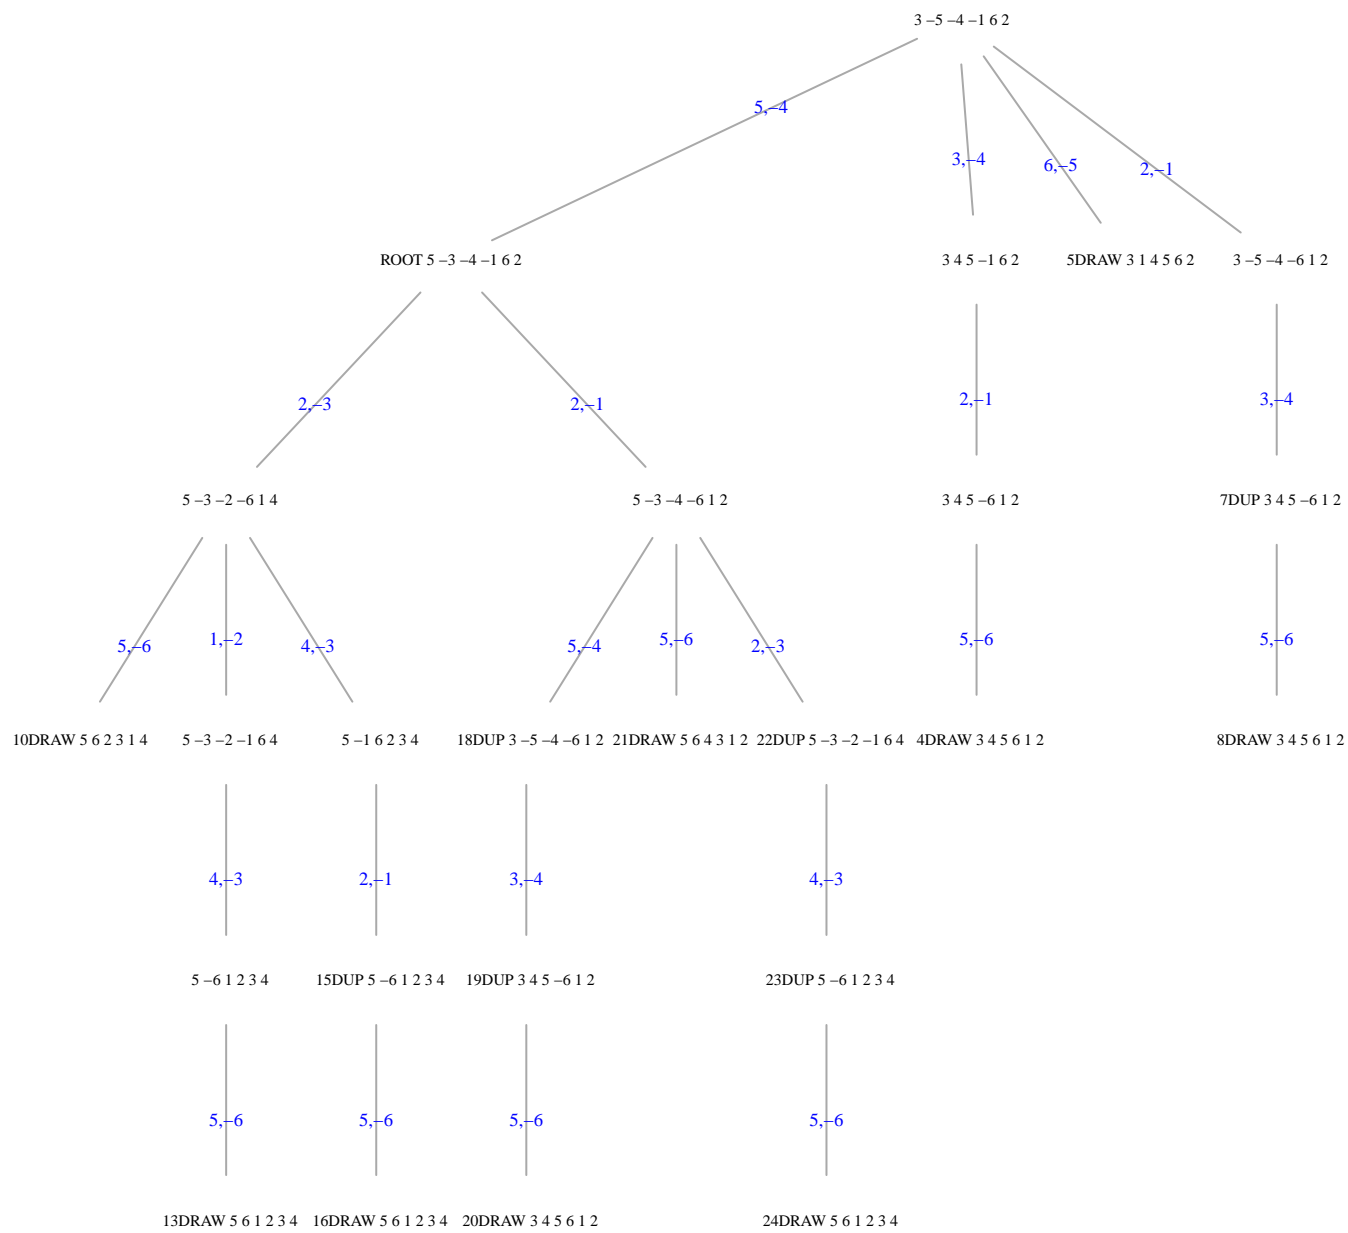 3 –5 –4 –1 6 2
5,–4
3,–4
6,–5
2,–1
ROOT 5 –3 –4 –1 6 2
3 4 5 –1 6 2
5DRAW 3 1 4 5 6 2
3 –5 –4 –6 1 2
2,–3
2,–1
2,–1
3,–4
5 –3 –2 –6 1 4
5 –3 –4 –6 1 2
3 4 5 –6 1 2
7DUP 3 4 5 –6 1 2
5,–6
1,–2
4,–3
5,–4
5,–6
2,–3
5,–6
5,–6
10DRAW 5 6 2 3 1 4
5 –3 –2 –1 6 4
5 –1 6 2 3 4
18DUP 3 –5 –4 –6 1 2
21DRAW 5 6 4 3 1 2
22DUP 5 –3 –2 –1 6 4
4DRAW 3 4 5 6 1 2
8DRAW 3 4 5 6 1 2
4,–3
2,–1
3,–4
4,–3
5 –6 1 2 3 4
15DUP 5 –6 1 2 3 4
19DUP 3 4 5 –6 1 2
23DUP 5 –6 1 2 3 4
5,–6
5,–6
5,–6
5,–6
13DRAW 5 6 1 2 3 4
16DRAW 5 6 1 2 3 4
20DRAW 3 4 5 6 1 2
24DRAW 5 6 1 2 3 4